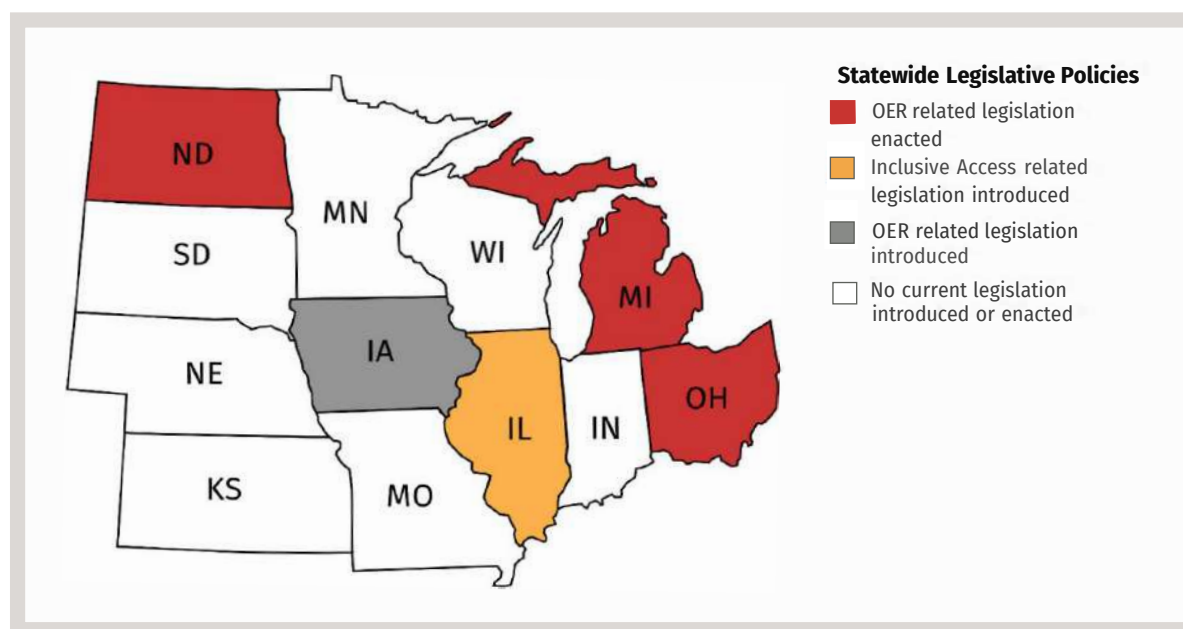 Statewide Legislative Policies
OER related legislation
enacted
Inclusive Access related
legislation introduced
OER related legislation
introduced
No current legislation
introduced or enacted
ND
MN
SD
WI
MI
IA
NE
OH
IL
IN
KS
MO